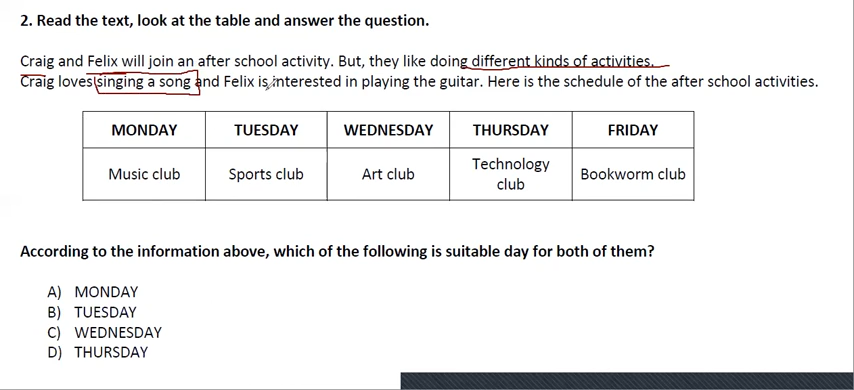 2. Read the text, look at the table and answer the question.
Craig and Felix will join an after school activity. But, they like doing different kinds of activities.
Craig loves singing a song and Felix is interested in playing the guitar. Here is the schedule of the after school activities.
MONDAY TUESDAY WEDNESDAY THURSDAY FRIDAY
Music club Sports club Art club Technology club Bookworm club
According to the information above, which of the following is suitable day for both of them?
A) MONDAY
B) TUESDAY
C) WEDNESDAY
D) THURSDAY